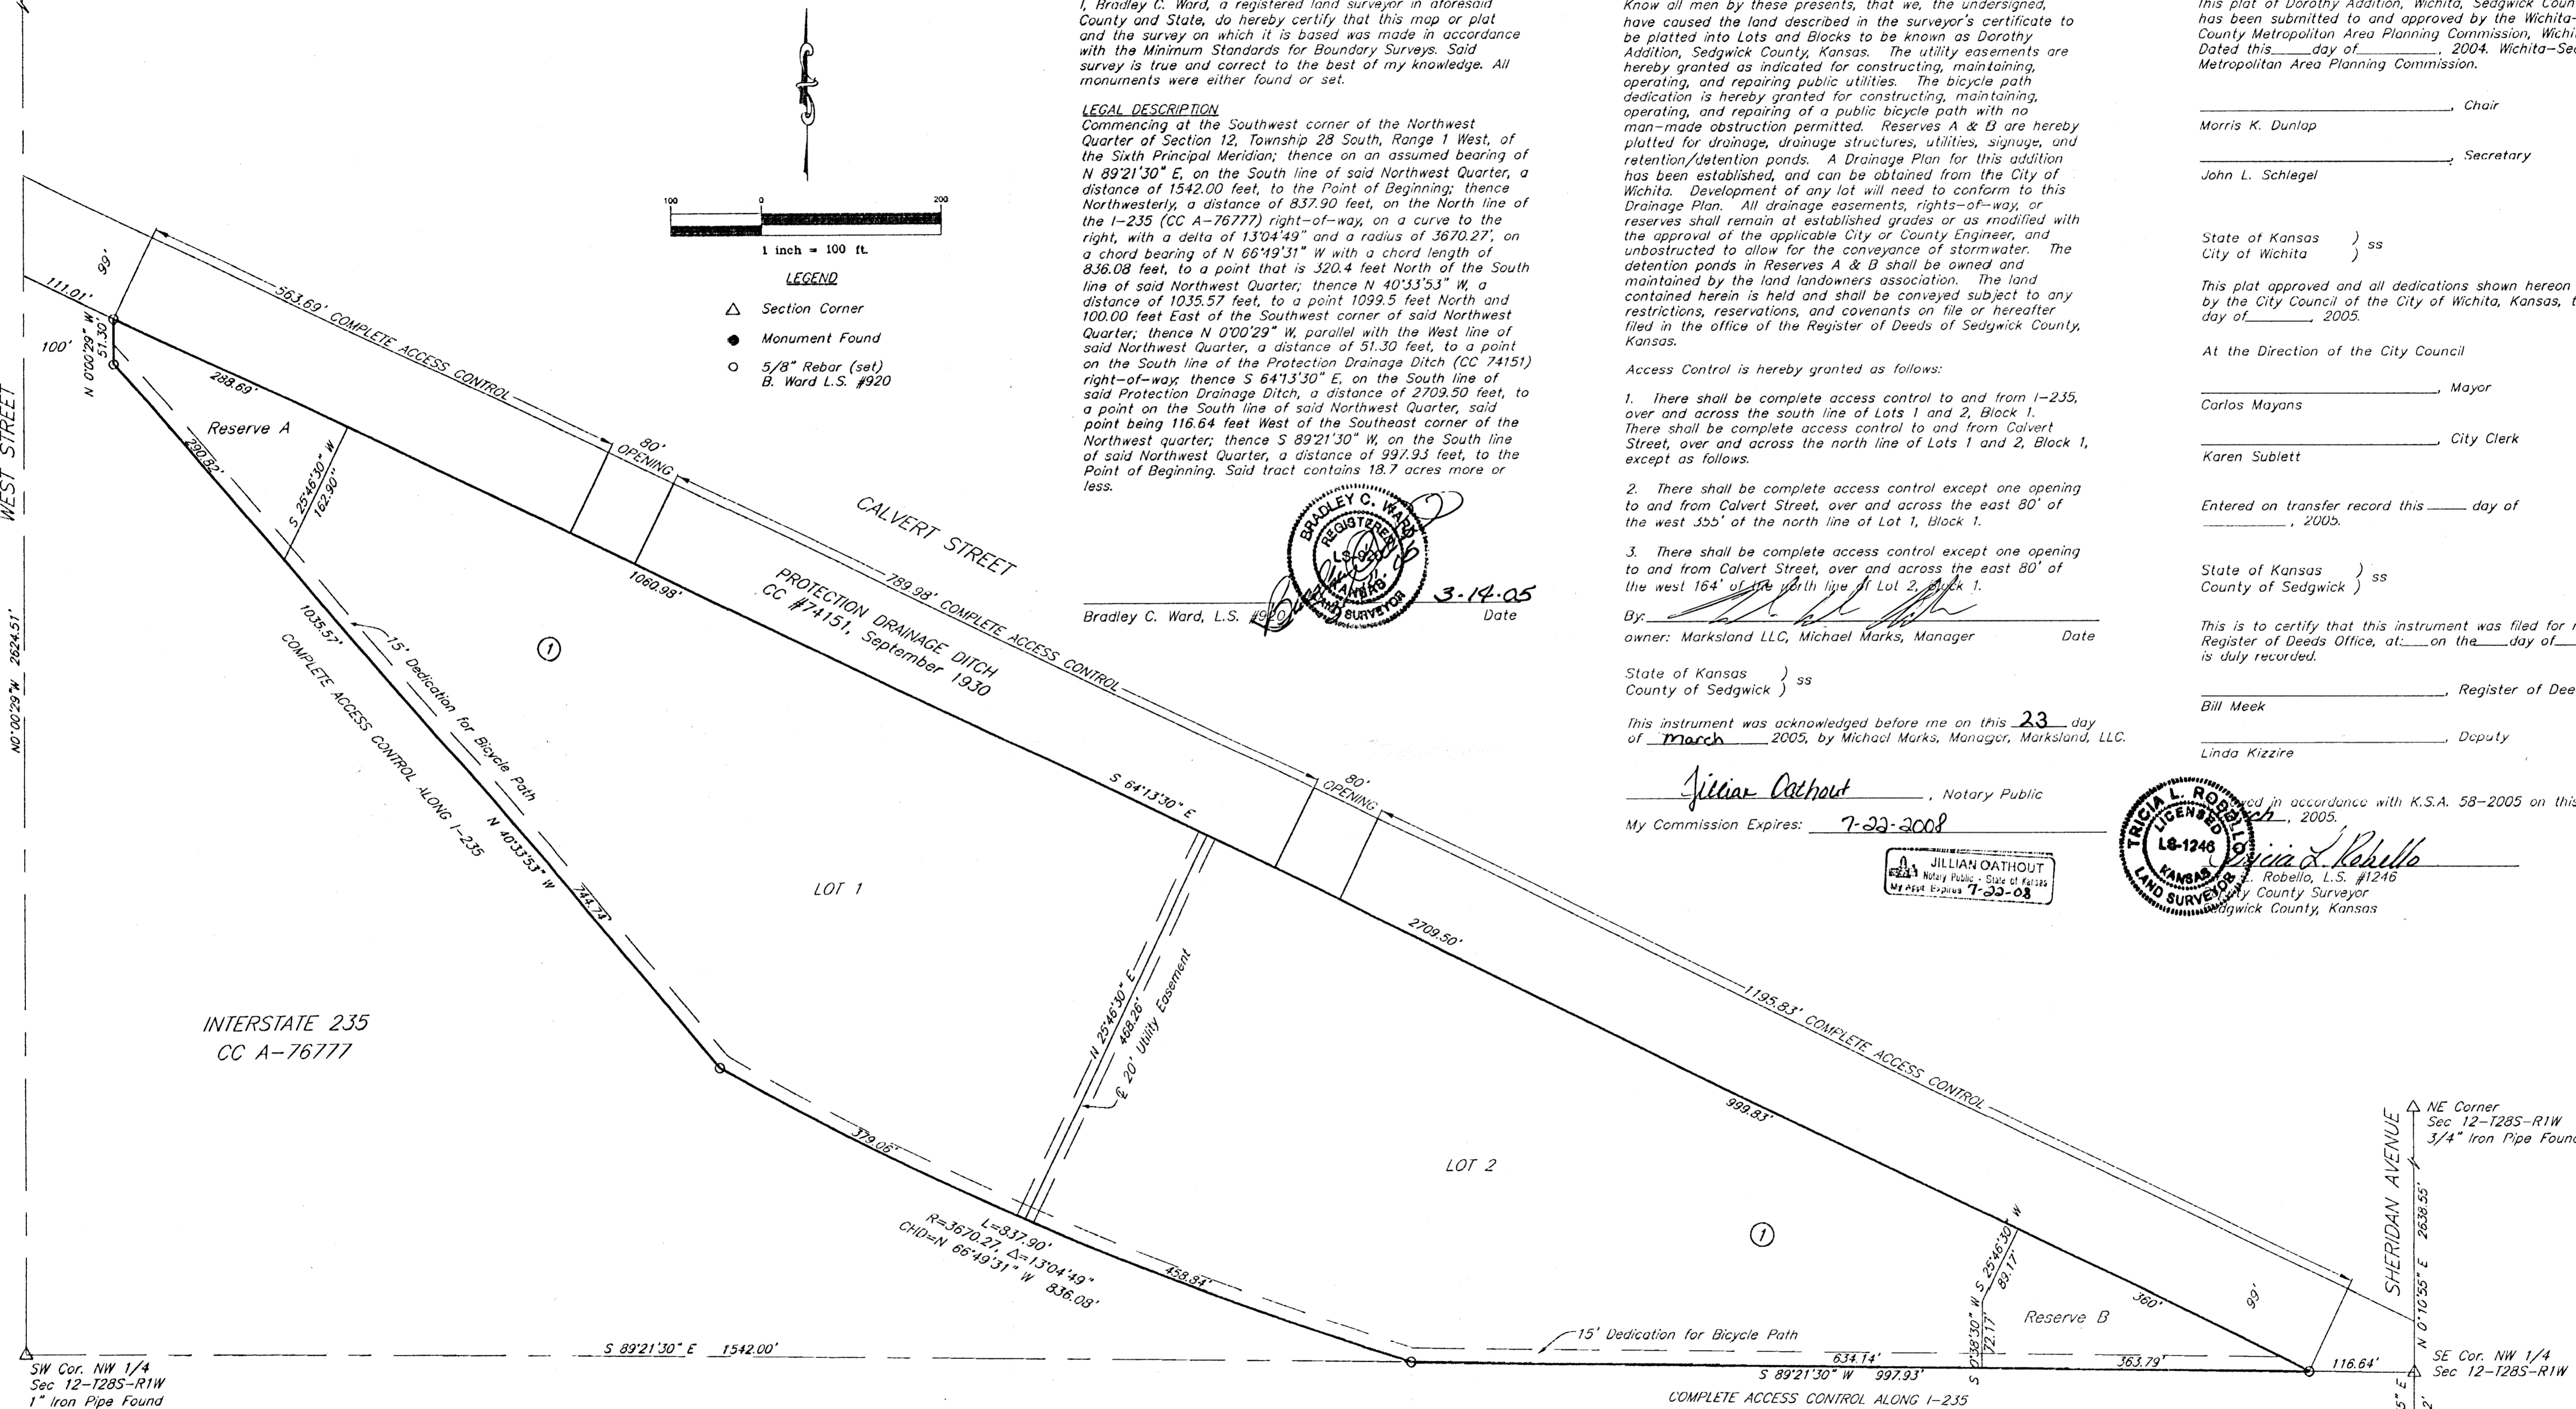 I, Bradley C. Ward, a registered land surveyor in aforesaid
County and State, do hereby certify that this map or plat
and the survey on which it is based was made in accordance
with the Minimum Standards for Boundary Surveys. Said
survey is true and correct to the best of my knowledge. All
monuments were either found or set.
LEGAL DESCRIPTION
Commencing at the Southwest corner of the Northwest
Quarter of Section 12, Township 28 South, Range 1 West, of
the Sixth Principal Meridian; thence on an assumed bearing of
N 89°21'30" E, on the South line of said Northwest Quarter, a
distance of 1542.00 feet, to the Point of Beginning; thence
Northwesterly, a distance of 837.90 feet, on the North line of
the I-235 (CC A-76777) right-of-way, on a curve to the
right, with a delta of 13°04'49" and a radius of 3670.27', on
a chord bearing of N 66°49'31" W with a chord length of
836.08 feet, to a point that is 320.4 feet North of the South
line of said Northwest Quarter; thence N 40°33'53" W, a
distance of 1035.57 feet, to a point 1099.5 feet North and
100.00 feet East of the Southwest corner of said Northwest
Quarter; thence N 0°00'29" W, parallel with the West line of
said Northwest Quarter, a distance of 51.30 feet, to a point
on the South line of the Protection Drainage Ditch (CC 74151)
right-of-way; thence S 64°13'30" E, on the South line of
said Protection Drainage Ditch, a distance of 2709.50 feet, to
a point on the South line of said Northwest Quarter, said
point being 116.64 feet West of the Southeast corner of the
Northwest quarter; thence S 89°21'30" W, on the South line
of said Northwest Quarter, a distance of 997.93 feet, to the
Point of Beginning. Said tract contains 18.7 acres more or
less.
BRADLEY C. WARD
REGISTERED
LS-920
KANSAS
LAND SURVEYOR
3-14-05
Bradley C. Ward, L.S. #920
Date
Know all men by these presents, that we, the undersigned,
have caused the land described in the surveyor's certificate to
be platted into Lots and Blocks to be known as Dorothy
Addition, Sedgwick County, Kansas. The utility easements are
hereby granted as indicated for constructing, maintaining,
operating, and repairing public utilities. The bicycle path
dedication is hereby granted for constructing, maintaining,
operating, and repairing of a public bicycle path with no
man-made obstruction permitted. Reserves A & B are hereby
platted for drainage, drainage structures, utilities, signage, and
retention/detention ponds. A Drainage Plan for this addition
has been established, and can be obtained from the City of
Wichita. Development of any lot will need to conform to this
Drainage Plan. All drainage easements, rights-of-way, or
reserves shall remain at established grades or as modified with
the approval of the applicable City or County Engineer, and
unbostructed to allow for the conveyance of stormwater. The
detention ponds in Reserves A & B shall be owned and
maintained by the land landowners association. The land
contained herein is held and shall be conveyed subject to any
restrictions, reservations, and covenants on file or hereafter
filed in the office of the Register of Deeds of Sedgwick County,
Kansas.
Access Control is hereby granted as follows:
1. There shall be complete access control to and from I-235,
over and across the south line of Lots 1 and 2, Block 1.
There shall be complete access control to and from Calvert
Street, over and across the north line of Lots 1 and 2, Block 1,
except as follows.
2. There shall be complete access control except one opening
to and from Calvert Street, over and across the east 80' of
the west 355' of the north line of Lot 1, Block 1.
3. There shall be complete access control except one opening
to and from Calvert Street, over and across the east 80' of
the west 164' of the north line of Lot 2, Block 1.
By:
owner: Marksland LLC, Michael Marks, Manager Date
State of Kansas )
County of Sedgwick ) ss
This instrument was acknowledged before me on this 23 day
of March 2005, by Michael Marks, Manager, Marksland, LLC.
Jillian Oathout, Notary Public
My Commission Expires: 7-22-2008
JILLIAN OATHOUT
Notary Public - State of Kansas
My Appt. Expires 7-22-08
This plat of Dorothy Addition, Wichita, Sedgwick Coun
has been submitted to and approved by the Wichita-
County Metropolitan Area Planning Commission, Wichi
Dated this____day of________, 2004. Wichita-Sed
Metropolitan Area Planning Commission.
, Chair
Morris K. Dunlap
, Secretary
John L. Schlegel
State of Kansas )
City of Wichita ) ss
This plat approved and all dedications shown hereon
by the City Council of the City of Wichita, Kansas, t
day of______, 2005.
At the Direction of the City Council
, Mayor
Carlos Mayans
, City Clerk
Karen Sublett
Entered on transfer record this ____ day of
________, 2005.
State of Kansas )
County of Sedgwick ) ss
This is to certify that this instrument was filed for r
Register of Deeds Office, at:___on the___day of
is duly recorded.
, Register of Dee
Bill Meek
, Deputy
Linda Kizzire
in accordance with K.S.A. 58-2005 on this
, 2005.
Tricia L. Robello
TRICIA L. ROBELLO
LICENSED
LS-1246
KANSAS
LAND SURVEYOR
Robello, L.S. #1246
County Surveyor
Sedgwick County, Kansas
100 0 200
1 inch = 100 ft.
LEGEND
Section Corner
Monument Found
5/8" Rebar (set)
B. Ward L.S. #920
99'
111.01'
563.69' COMPLETE ACCESS CONTROL
N 0°00'29" W
51.30'
100'
WEST STREET
288.69'
Reserve A
80'
OPENING
290.82'
S 25°46'30" W
162.90"
CALVERT STREET
789.98' COMPLETE ACCESS CONTROL
PROTECTION DRAINAGE DITCH
CC #74151, September 1930
1060.98'
1
1035.57'
15' Dedication for Bicycle Path
COMPLETE ACCESS CONTROL ALONG I-235
N0°00'29"W 2624.51'
N 40°33'53" W
744.74'
S 64°13'30" E
80'
OPENING
LOT 1
2709.50'
N 25°46'30" E
468.26'
℄ 20' Utility Easement
1195.83' COMPLETE ACCESS CONTROL
INTERSTATE 235
CC A-76777
379.06'
999.83'
LOT 2
SHERIDAN AVENUE
NE Corner
Sec 12-T28S-R1W
3/4" Iron Pipe Foun
N 0°10'55" E 2638.55'
L=837.90'
R=3670.27, Δ=13°04'49"
CHD=N 66°49'31" W 836.08'
458.84'
1
S 25°46'30" W
89.17'
S 0°38'30" W
72.17'
Reserve B
360'
99'
15' Dedication for Bicycle Path
S 89°21'30" E 1542.00'
634.14'
S 89°21'30" W 997.93'
363.79'
116.64'
COMPLETE ACCESS CONTROL ALONG I-235
SW Cor. NW 1/4
Sec 12-T28S-R1W
1" Iron Pipe Found
SE Cor. NW 1/4
Sec 12-T28S-R1W